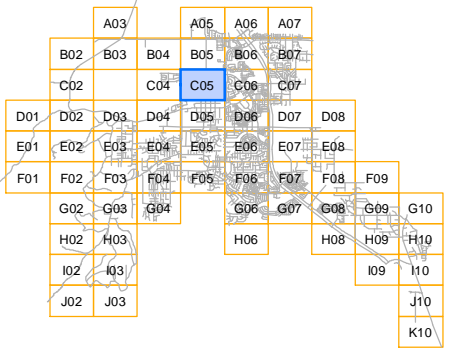 A03 A05 A06 A07
B02 B03 B04 B05 B06 B07
C02 C04 C05 C06 C07
D01 D02 D03 D04 D05 D06 D07 D08
E01 E02 E03 E04 E05 E06 E07 E08
F01 F02 F03 F04 F05 F06 F07 F08 F09
G02 G03 G04 G06 G07 G08 G09 G10
H02 H03 H06 H08 H09 H10
I02 I03 I09 I10
J02 J03 J10
K10